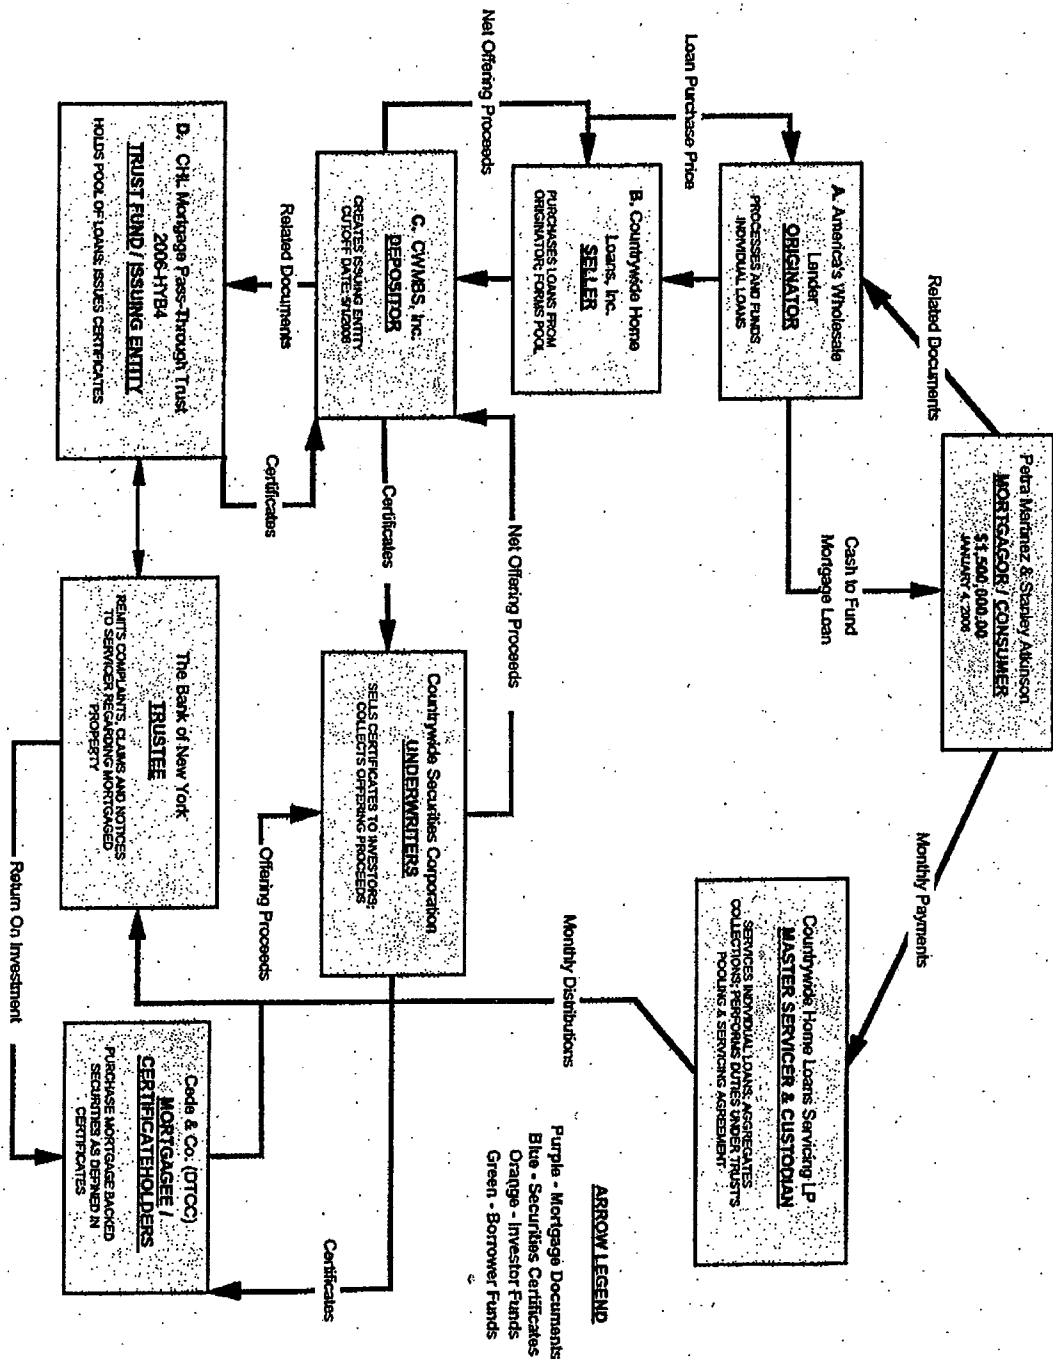 Petra Martinez & Stanley Atkinson
MORTGAGOR / CONSUMER
$1,500,000.00
JANUARY 4, 2006
Related Documents
Cash to Fund
Mortgage Loan
Monthly Payments
A. America's Wholesale
Lender
ORIGINATOR
PROCESSES AND FUNDS
INDIVIDUAL LOANS
Countrywide Home Loans Servicing LP
MASTER SERVICER & CUSTODIAN
SERVICES INDIVIDUAL LOANS; AGGREGATES
COLLECTIONS; PERFORMS DUTIES UNDER TRUST'S
POOLING & SERVICING AGREEMENT
Loan Purchase Price
B. Countrywide Home
Loans, Inc.
SELLER
PURCHASES LOANS FROM
ORIGINATOR; FORMS POOL
ARROW LEGEND
Purple - Mortgage Documents
Blue - Securities Certificates
Orange - Investor Funds
Green - Borrower Funds
Monthly Distributions
Net Offering Proceeds
Net Offering Proceeds
C. CWMBS, Inc.
DEPOSITOR
CREATES ISSUING ENTITY
CUTOFF DATE: 5/1/2006
Certificates
Countrywide Securities Corporation
UNDERWRITERS
SELLS CERTIFICATES TO INVESTORS;
COLLECTS OFFERING PROCEEDS
Certificates
Related Documents
Certificates
Offering Proceeds
D. CHL Mortgage Pass-Through Trust
2006-HYB4
TRUST FUND / ISSUING ENTITY
HOLDS POOL OF LOANS; ISSUES CERTIFICATES
The Bank of New York
TRUSTEE
REMITS COMPLAINTS, CLAIMS AND NOTICES
TO SERVICER REGARDING MORTGAGED
PROPERTY
Cede & Co. (DTCC)
MORTGAGEE /
CERTIFICATEHOLDERS
PURCHASE MORTGAGE BACKED
SECURITIES AS DEFINED IN
CERTIFICATES
Return On Investment